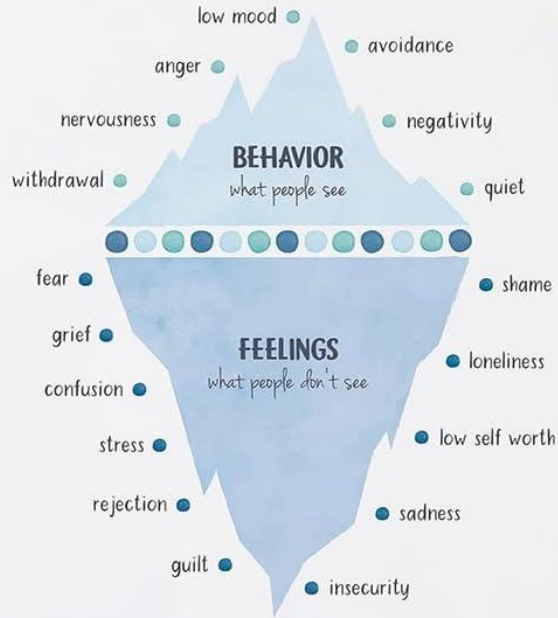 low mood
avoidance
anger
nervousness
negativity
BEHAVIOR
what people see
withdrawal
quiet
fear
shame
grief
FEELINGS
loneliness
what people don't see
confusion
low self worth
stress
rejection
sadness
guilt
insecurity